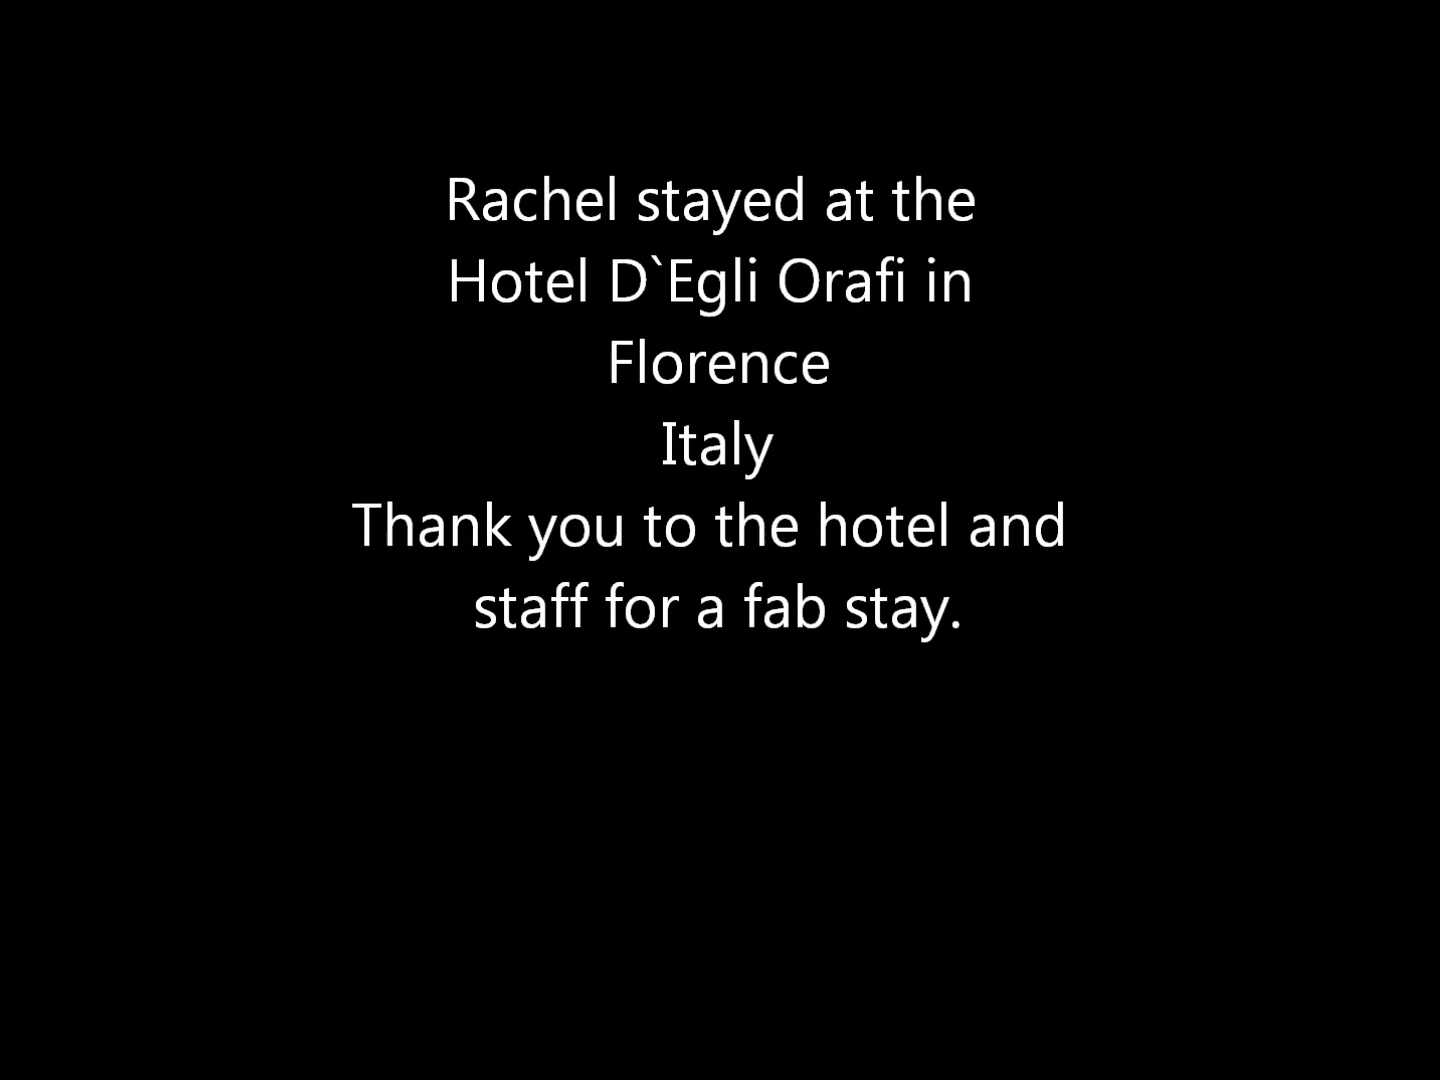 Rachel stayed at the
Hotel D`Egli Orafi in
Florence
Italy
Thank you to the hotel and
staff for a fab stay.